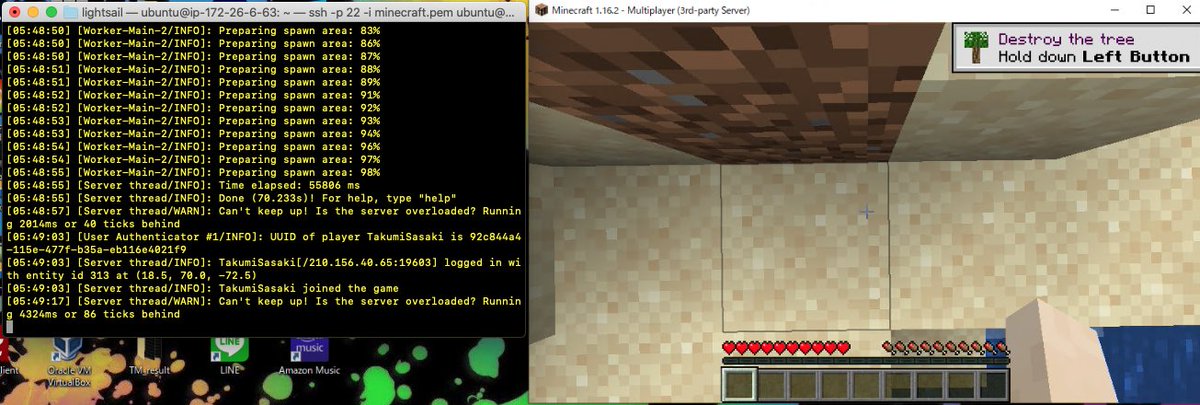 lightsail — ubuntu@ip-172-26-6-63: ~ — ssh -p 22 -i minecraft.pem ubuntu@...
[05:48:50] [Worker-Main-2/INFO]: Preparing spawn area: 83%
[05:48:50] [Worker-Main-2/INFO]: Preparing spawn area: 86%
[05:48:50] [Worker-Main-2/INFO]: Preparing spawn area: 87%
[05:48:51] [Worker-Main-2/INFO]: Preparing spawn area: 88%
[05:48:51] [Worker-Main-2/INFO]: Preparing spawn area: 89%
[05:48:52] [Worker-Main-2/INFO]: Preparing spawn area: 91%
[05:48:52] [Worker-Main-2/INFO]: Preparing spawn area: 92%
[05:48:53] [Worker-Main-2/INFO]: Preparing spawn area: 93%
[05:48:53] [Worker-Main-2/INFO]: Preparing spawn area: 94%
[05:48:54] [Worker-Main-2/INFO]: Preparing spawn area: 96%
[05:48:54] [Worker-Main-2/INFO]: Preparing spawn area: 97%
[05:48:55] [Worker-Main-2/INFO]: Preparing spawn area: 98%
[05:48:55] [Server thread/INFO]: Time elapsed: 55806 ms
[05:48:55] [Server thread/INFO]: Done (70.233s)! For help, type "help"
[05:48:57] [Server thread/WARN]: Can't keep up! Is the server overloaded? Runnin
g 2014ms or 40 ticks behind
[05:49:03] [User Authenticator #1/INFO]: UUID of player TakumiSasaki is 92c844a4
-115e-477f-b35a-eb116e4021f9
[05:49:03] [Server thread/INFO]: TakumiSasaki[/210.156.40.65:19603] logged in wi
th entity id 313 at (18.5, 70.0, -72.5)
[05:49:03] [Server thread/INFO]: TakumiSasaki joined the game
[05:49:17] [Server thread/WARN]: Can't keep up! Is the server overloaded? Runnin
g 4324ms or 86 ticks behind
lient
Oracle VM
VirtualBox
TM_result
LINE
LINE
music
Amazon Music
Minecraft 1.16.2 - Multiplayer (3rd-party Server)
Destroy the tree
Hold down Left Button